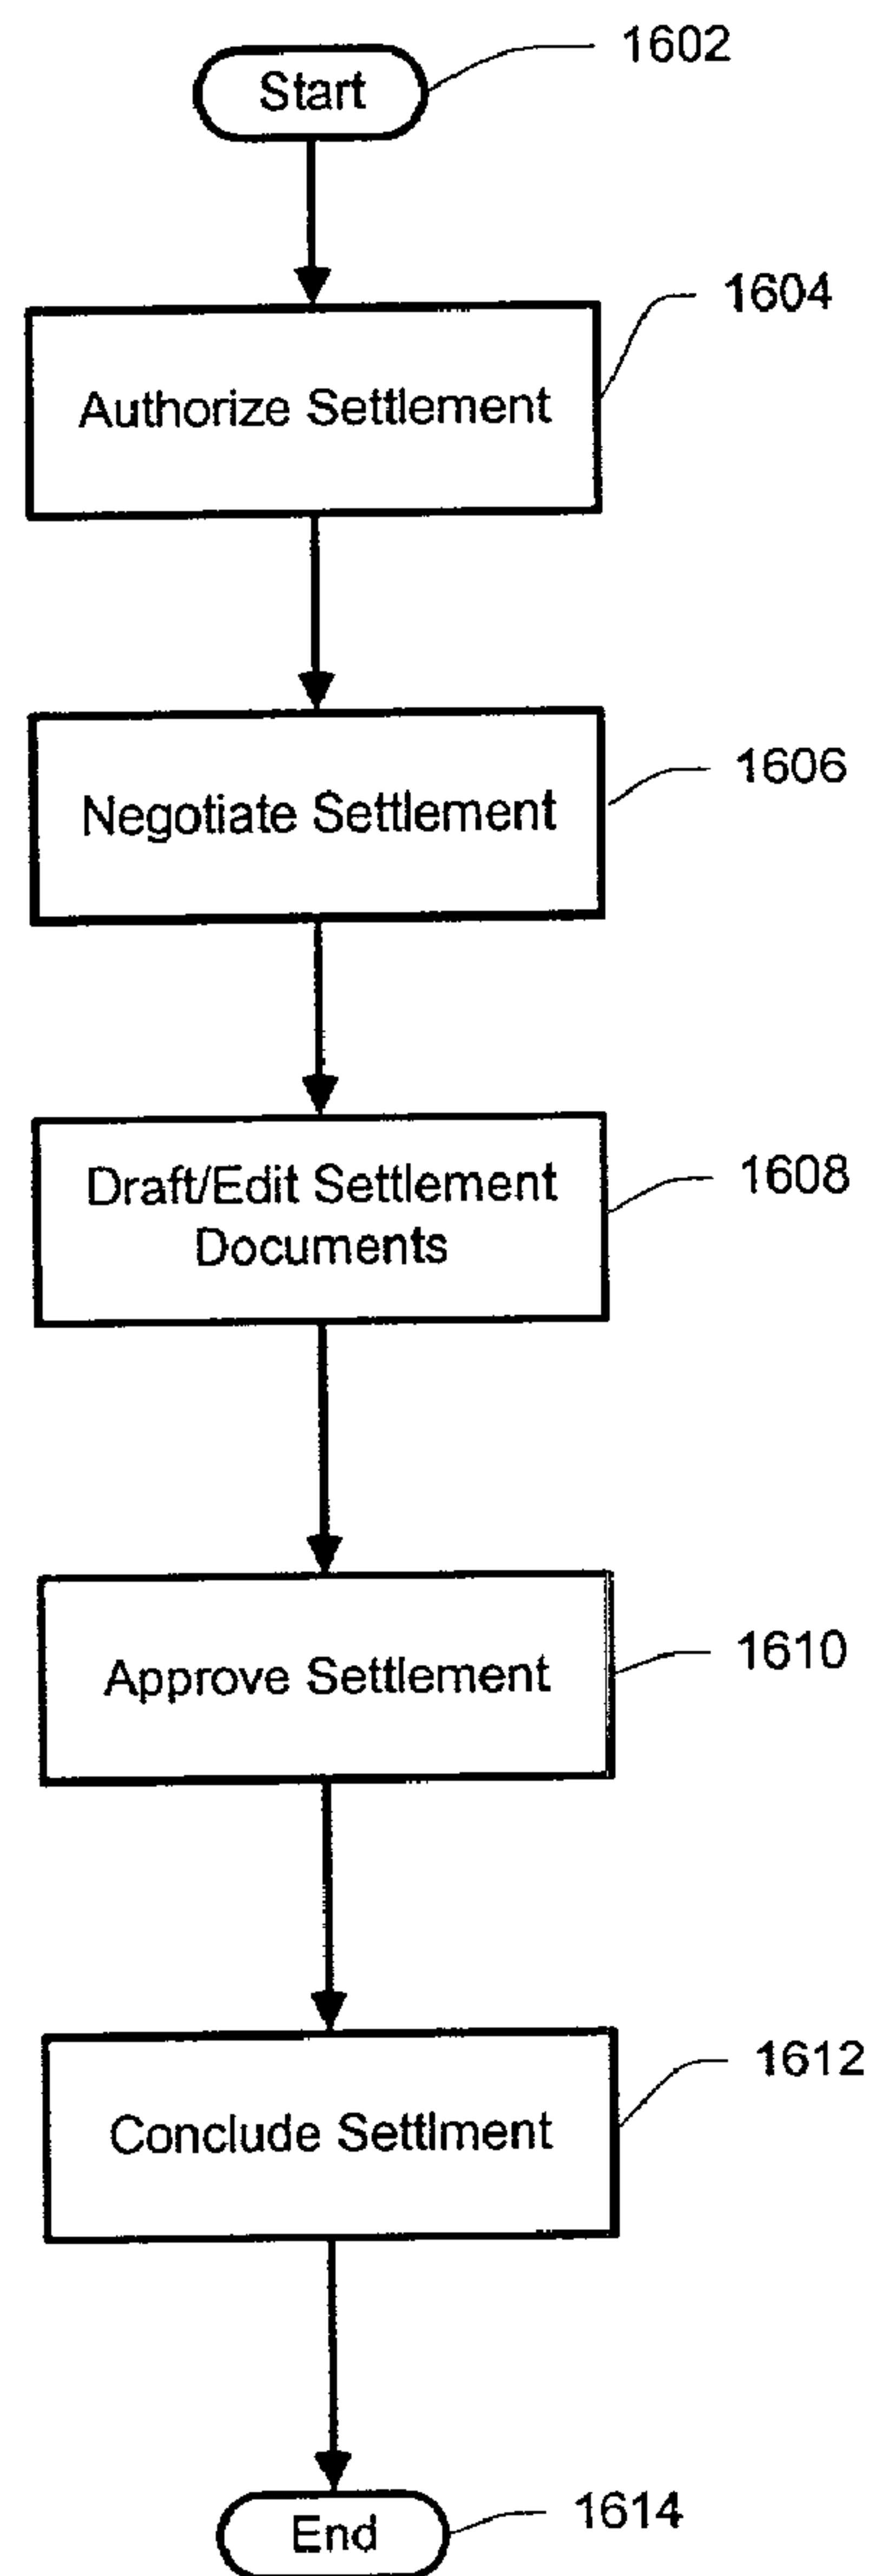 1602
Start
1604
Authorize Settlement
1606
Negotiate Settlement
1608
Draft/Edit Settlement
Documents
1610
Approve Settlement
1612
Conclude Settlment
1614
End